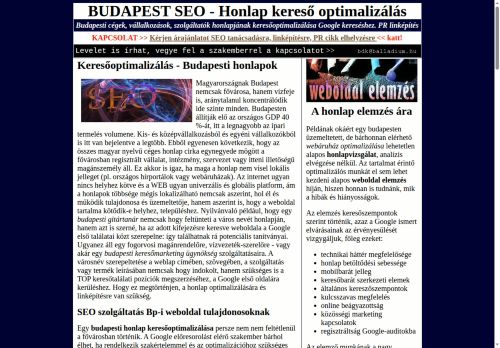 BUDAPEST SEO - Honlap kereső optimalizálás
Budapesti cégek, vállalkozások, szolgáltatók honlapjának keresőoptimalizálása Google kereséshez. PR linképítés
KAPCSOLAT >> Kérjen árajánlatot SEO tanácsadásra, linképítésre, PR cikk elhelyzésre << katt!
Levelet is írhat, vegye fel a szakemberrel a kapcsolatot >> bdk@balladium.hu
Keresőoptimalizálás - Budapesti honlapok
SEO
Magyarországnak Budapest
nemcsak fővárosa, hanem vízfeje
is, aránytalanul koncentrálódik
ide szinte minden. Budapesten
állítják elő az országos GDP 40
%-át, itt a legnagyobb az ipari
termelés volumene. Kis- és középvállalkozásból és egyéni vállalkozókból
is itt van bejelentve a legtöbb. Ebből egyenesen következik, hogy az
összes magyar nyelvű céges honlap cirka egynegyede mögött a
fővárosban regisztrált vállalat, intézmény, szervezet vagy itteni illetőségű
magánszemély áll. Ez akkor is igaz, ha maga a honlap nem visel lokális
jelleget (pl. országos hírportálok vagy webáruházak). Az internet ugyan
nincs helyhez kötve és a WEB ugyan univerzális és globális platform, ám
a honlapok többsége mégis lokalizálható nemcsak aszerint, hol él és
működik tulajdonosa és üzemeltetője, hanem aszerint is, hogy a weboldal
tartalma kötődik-e helyhez, településhez. Nyilvánvaló például, hogy egy
budapesti gitártanár nemcsak hogy feltünteti a város nevét honlapján,
hanem azt is szerné, ha az adott kifejezésre keresve weboldala a Google
első találatai közt szerepelne: így találhatnak rá potenciális tanítványai.
Ugyanez áll egy fogorvosi magánrendelőre, vízvezeték-szerelőre - vagy
akár egy budapesti keresőmarketing ügynökség szolgáltatásaira. A
városnév szerepeltetése a weblap címében, szövegében, a szolgáltatás
vagy termék leírásában nemcsak hogy indokolt, hanem szükséges is a
TOP keresőtalálati pozíciók megszerzéséhez, a Google első oldalára
kerüléshez. Hogy ez megtörténjen, a honlap optimalizálására és
linképítésre van szükség.
SEO szolgáltatás Bp-i weboldal tulajdonosoknak
Egy budapesti honlap keresőoptimalizálása persze nem nem feltétlenül
a fővárosban történik. A Google előresorolást elérő szakember bárhol
élhet, ha rendelkezik szakértelemmel és az optimalizációhoz szükséges
weboldal elemzés
A honlap elemzés ára
Példának okáért egy budapesten
üzemeltetett, de bárhonnan elérhető
webáruház optimalizálása lehetetlen
alapos honlapvizsgálat, analízis
elvégzése nélkül. Az tartalmat érintő
optimalizálós munkát el sem lehet
kezdeni alapos weboldal elemzés
híján, hiszen honnan is tudnánk, mik
a hibák és hiányosságok.
Az elemzés keresőszempontok
szerint történik, azaz a Google ismert
elvárásainak az érvényesülését
vizsgáljuk, főleg ezeket:
technikai háttér megfelelősége
honlap betöltődési sebessége
mobilbarát jelleg
keresőbarát szerkezeti elemek
általános keresőszempontok
kulcsszavas megfelelés
online beágyazottság
közösségi marketing
kapcsolatok
regisztráltság Google-auditokba
Az elemző munkának a nagy